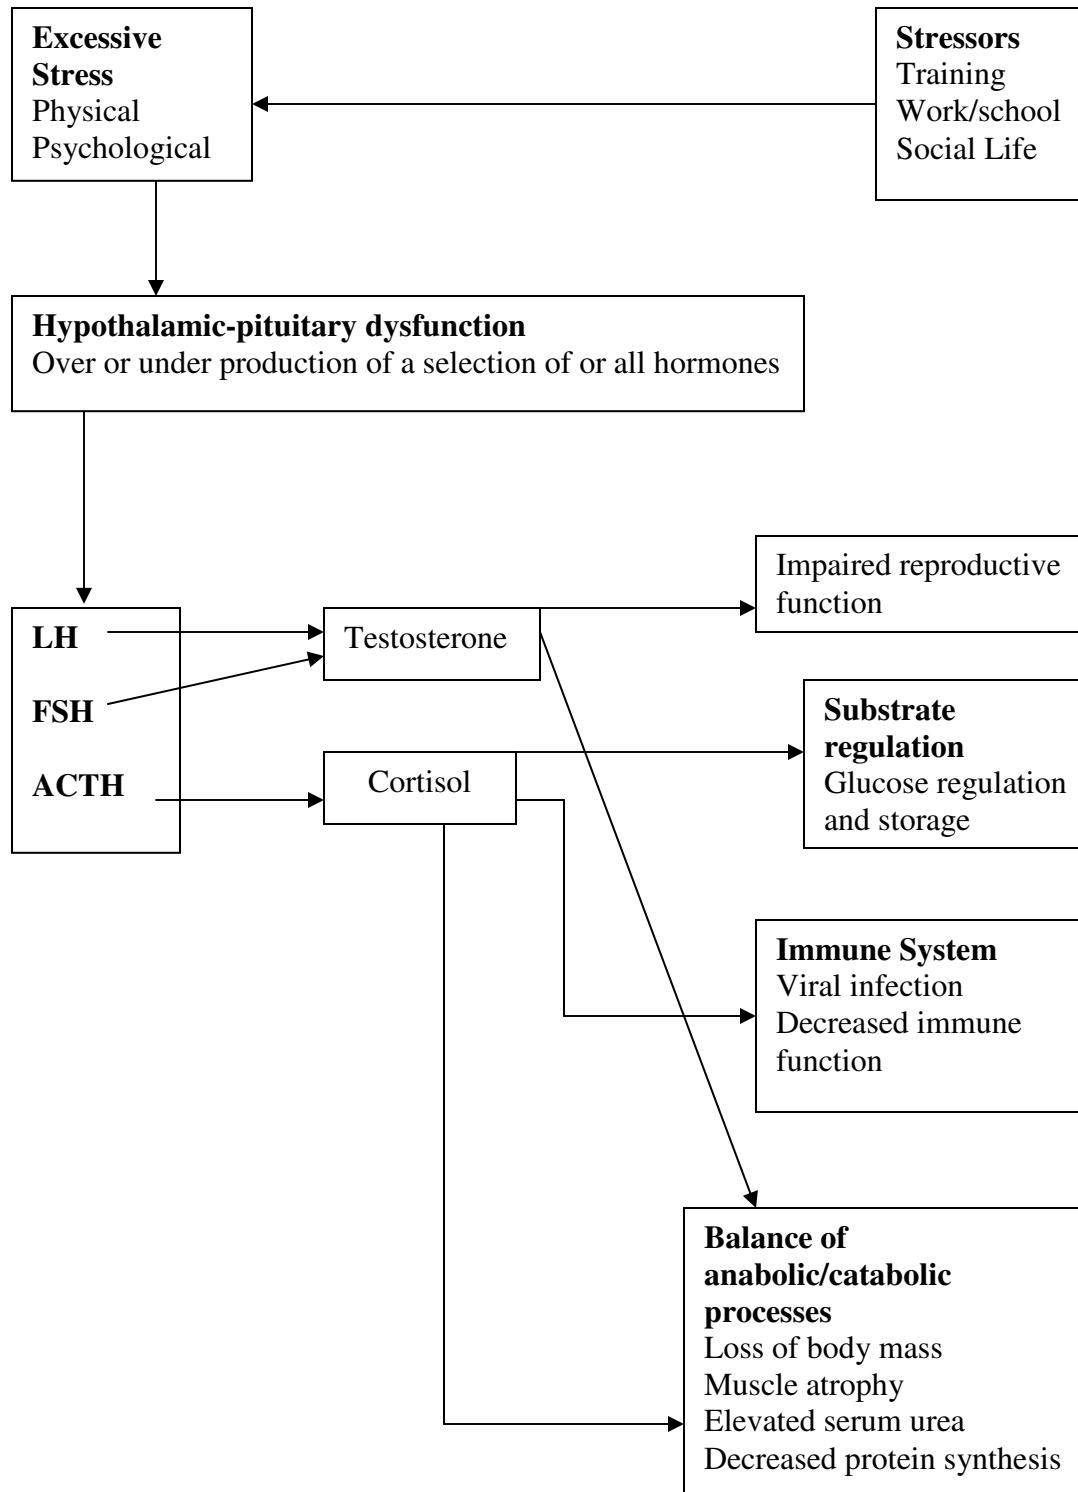 Excessive
Stress
Physical
Psychological
Stressors
Training
Work/school
Social Life
Hypothalamic-pituitary dysfunction
Over or under production of a selection of or all hormones
Impaired reproductive
function
LH
Testosterone
FSH
Substrate
regulation
Glucose regulation
and storage
ACTH
Cortisol
Immune System
Viral infection
Decreased immune
function
Balance of
anabolic/catabolic
processes
Loss of body mass
Muscle atrophy
Elevated serum urea
Decreased protein synthesis